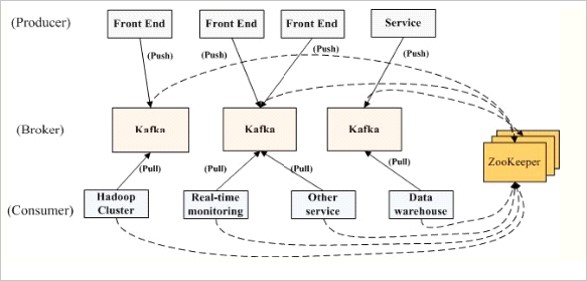 (Producer)
Front End
Front End
Front End
Service
(Push)
(Push)
(Push)
(Push)
(Broker)
Kafka
Kafka
Kafka
ZooKeeper
(Pull)
(Pull)
(Pull)
(Pull)
(Consumer)
Hadoop
Cluster
Real-time
monitoring
Other
service
Data
warehouse